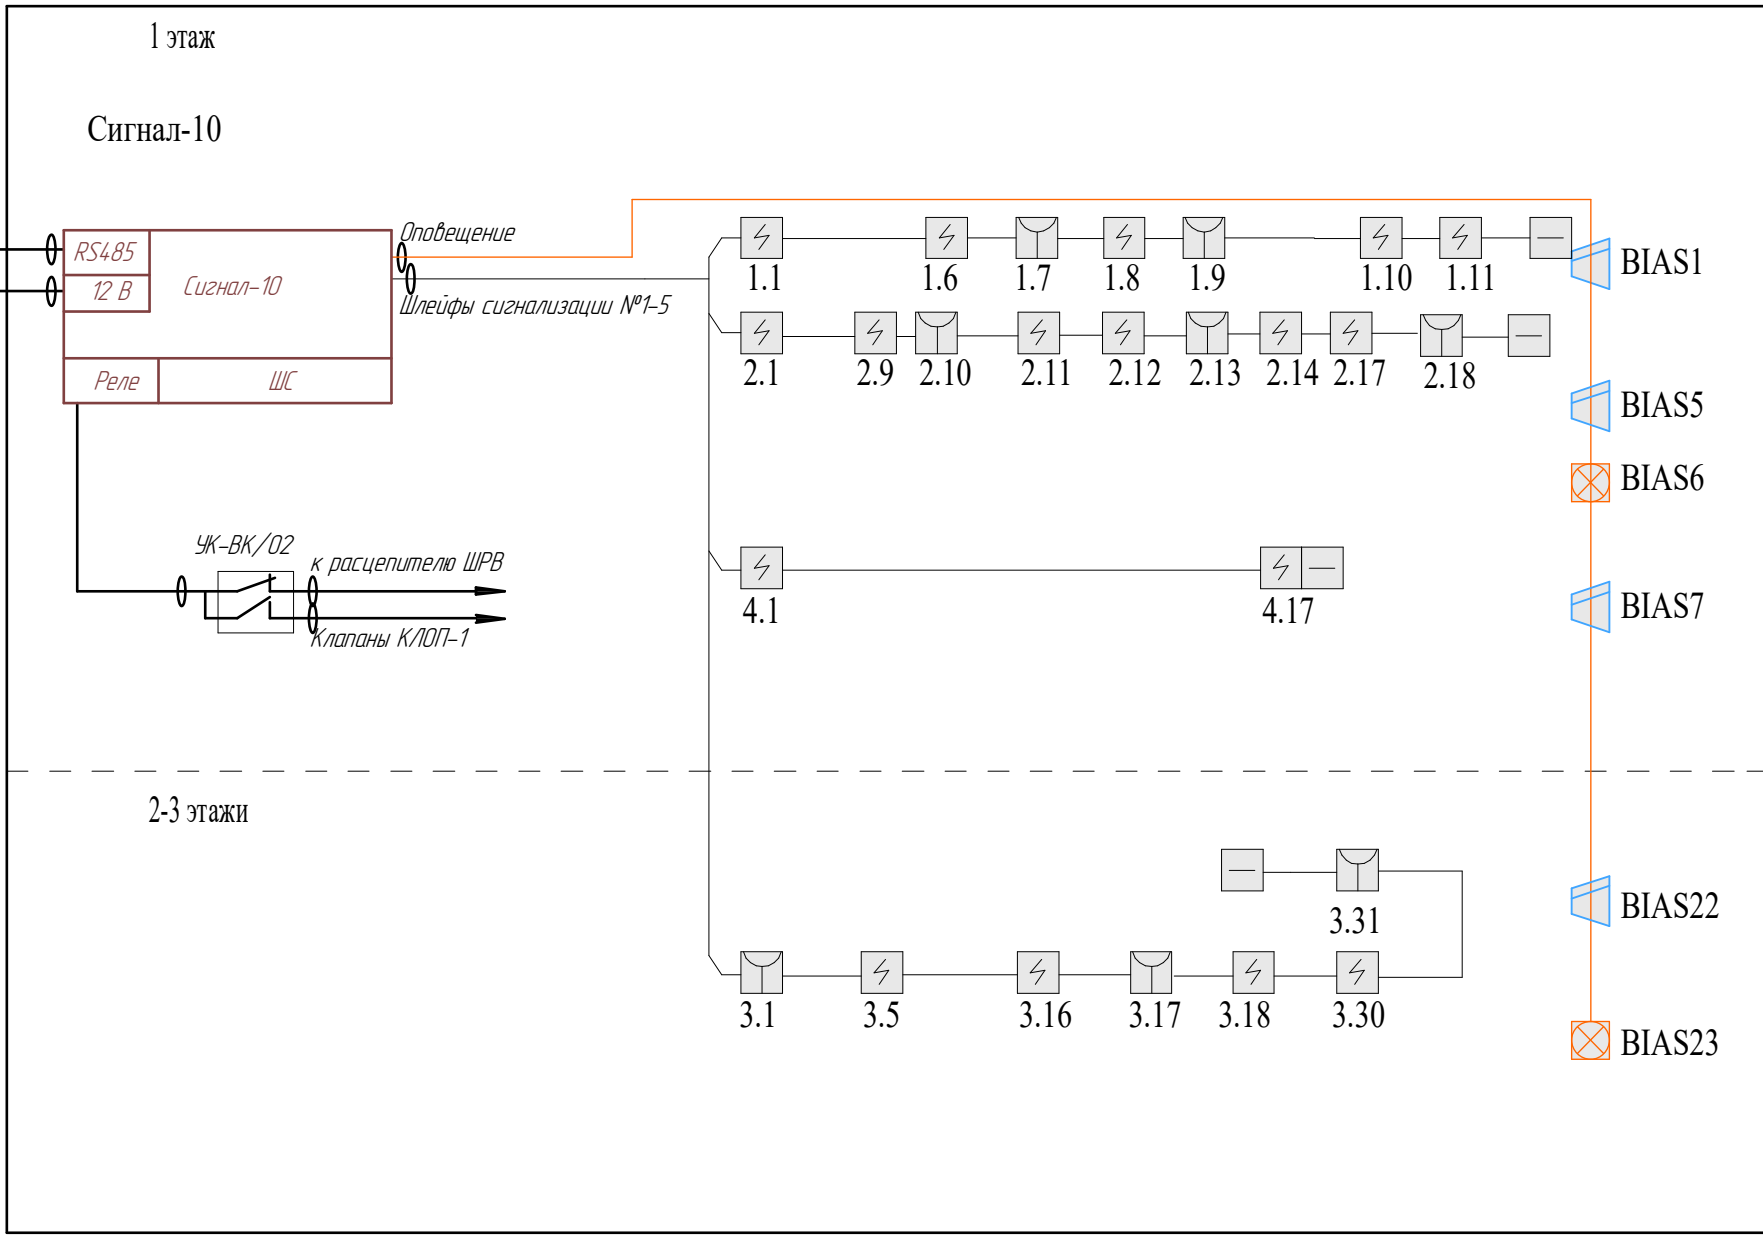 1 этаж
Сигнал-10
Оповещение
RS485
12 В
Сигнал-10
Шлейфы сигнализации №1-5
Реле
ШС
1.1
1.6
1.7
1.8
1.9
1.10
1.11
BIAS1
2.1
2.9
2.10
2.11
2.12
2.13
2.14
2.17
2.18
BIAS5
BIAS6
УК-ВК/02
к расцепителю ШРВ
Клапаны КЛОП-1
4.1
4.17
BIAS7
2-3 этажи
3.31
BIAS22
3.1
3.5
3.16
3.17
3.18
3.30
BIAS23